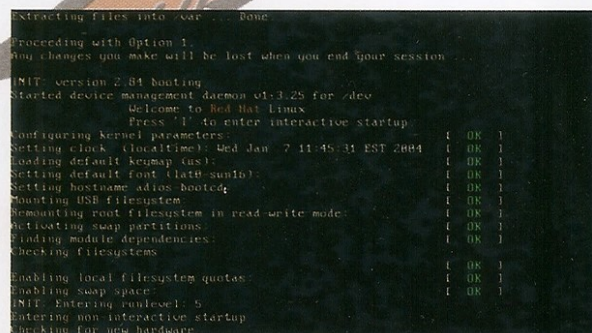 Extracting files into /var ... Done.
Proceeding with Option 1.
Any changes you make will be lost when you end your session ...
INIT: version 2.84 booting
Started device management daemon v1.3.25 for /dev
Welcome to Red Hat Linux
Press 'I' to enter interactive startup.
Configuring kernel parameters: [ OK ]
Setting clock (localtime): Wed Jan 7 11:45:31 EST 2004 [ OK ]
Loading default keymap (us): [ OK ]
Setting default font (lat0-sun16): [ OK ]
Setting hostname adios-booted: [ OK ]
Mounting USB filesystem: [ OK ]
Remounting root filesystem in read-write mode: [ OK ]
Activating swap partitions: [ OK ]
Finding module dependencies: [ OK ]
Checking filesystems
[ OK ]
Enabling local filesystem quotas: [ OK ]
Enabling swap space: [ OK ]
INIT: Entering runlevel: 5
Entering non-interactive startup
Checking for new hardware